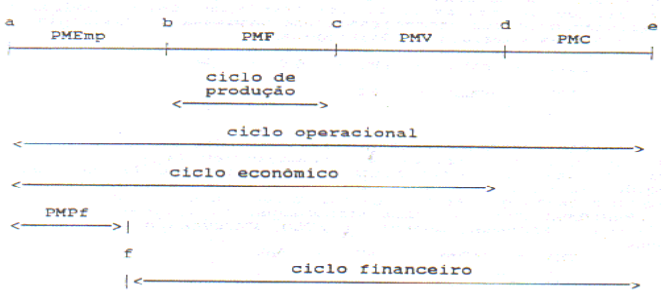 a b c d e
PMEmp PMF PMV PMC
ciclo de
produção
ciclo operacional
ciclo econômico
PMPf
f
ciclo financeiro